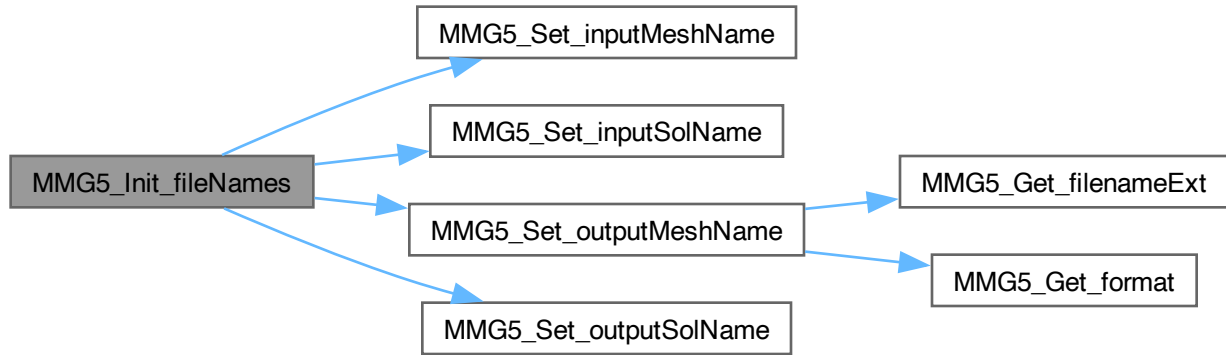 MMG5_Set_inputMeshName
MMG5_Set_inputSolName
MMG5_Init_fileNames
MMG5_Get_filenameExt
MMG5_Set_outputMeshName
MMG5_Get_format
MMG5_Set_outputSolName